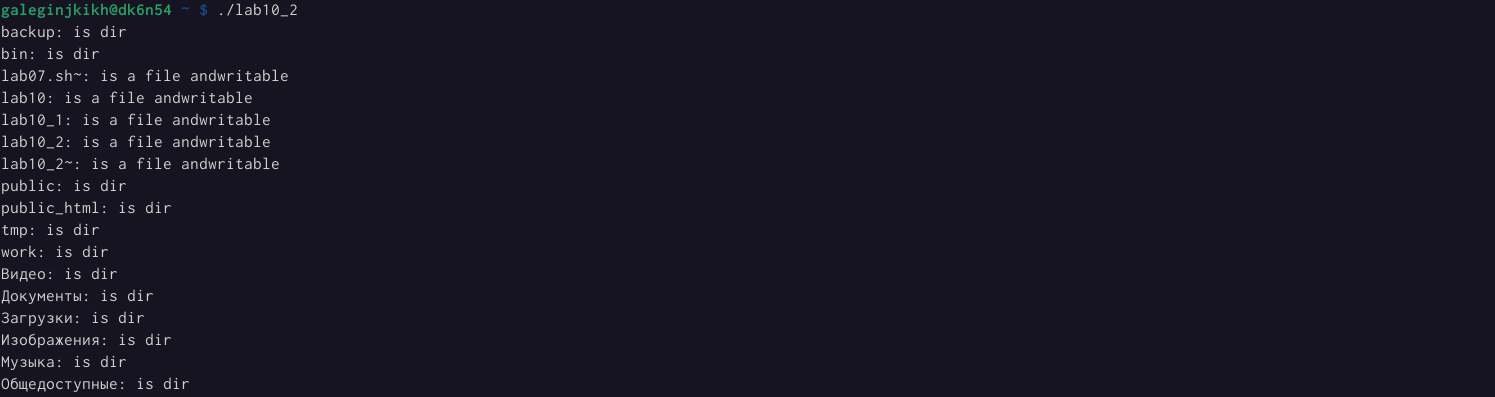 galeginjkikh@dk6n54 ~ $ ./lab10_2
backup: is dir
bin: is dir
lab07.sh~: is a file andwritable
lab10: is a file andwritable
lab10_1: is a file andwritable
lab10_2: is a file andwritable
lab10_2~: is a file andwritable
public: is dir
public_html: is dir
tmp: is dir
work: is dir
Видео: is dir
Документы: is dir
Загрузки: is dir
Изображения: is dir
Музыка: is dir
Общедоступные: is dir